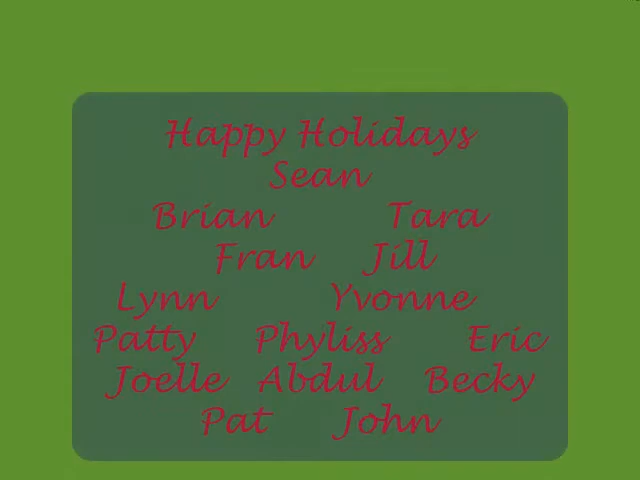 Happy Holidays
Sean
Brian Tara
Fran Jill
Lynn Yvonne
Patty Phyliss Eric
Joelle Abdul Becky
Pat John